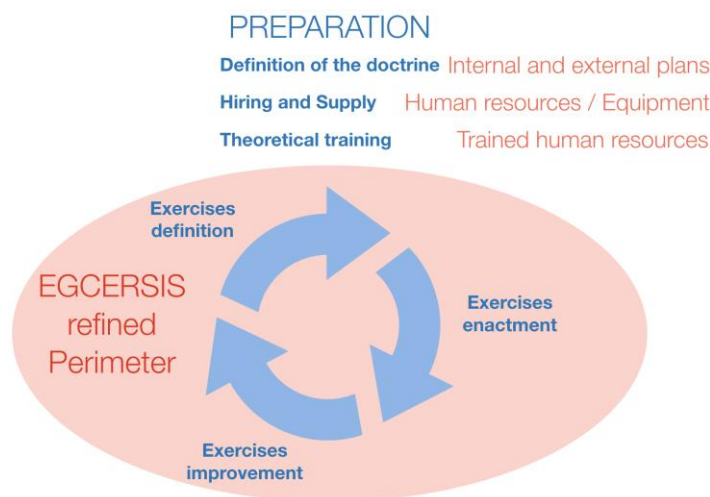 PREPARATION
Definition of the doctrine Internal and external plans
Hiring and Supply Human resources / Equipment
Theoretical training Trained human resources
Exercises
definition
EGCERSIS
refined
Perimeter
Exercises
enactment
Exercises
improvement